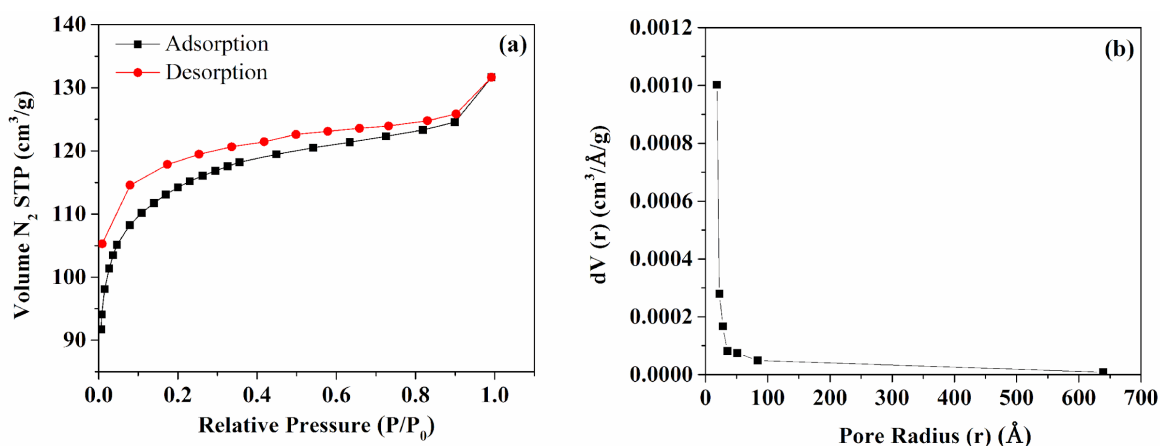 140
130
120
110
100
90
Volume N₂ STP (cm³/g)
Adsorption
Desorption
(a)
0.0 0.2 0.4 0.6 0.8 1.0
Relative Pressure (P/P₀)
0.0012
0.0010
0.0008
0.0006
0.0004
0.0002
0.0000
dV (r) (cm³/Å/g)
(b)
0 100 200 300 400 500 600 700
Pore Radius (r) (Å)